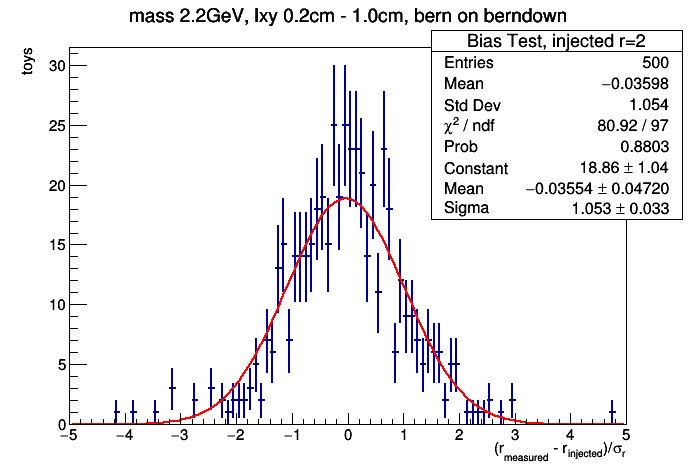 mass 2.2GeV, lxy 0.2cm - 1.0cm, bern on berndown
Bias Test, injected r=2
Entries 500
Mean −0.03598
Std Dev 1.054
χ² / ndf 80.92 / 97
Prob 0.8803
Constant 18.86 ± 1.04
Mean −0.03554 ± 0.04720
Sigma 1.053 ± 0.033
toys
30
25
20
15
10
5
0
−5 −4 −3 −2 −1 0 1 2 3 4 5
(r_measured - r_injected)/σ_r